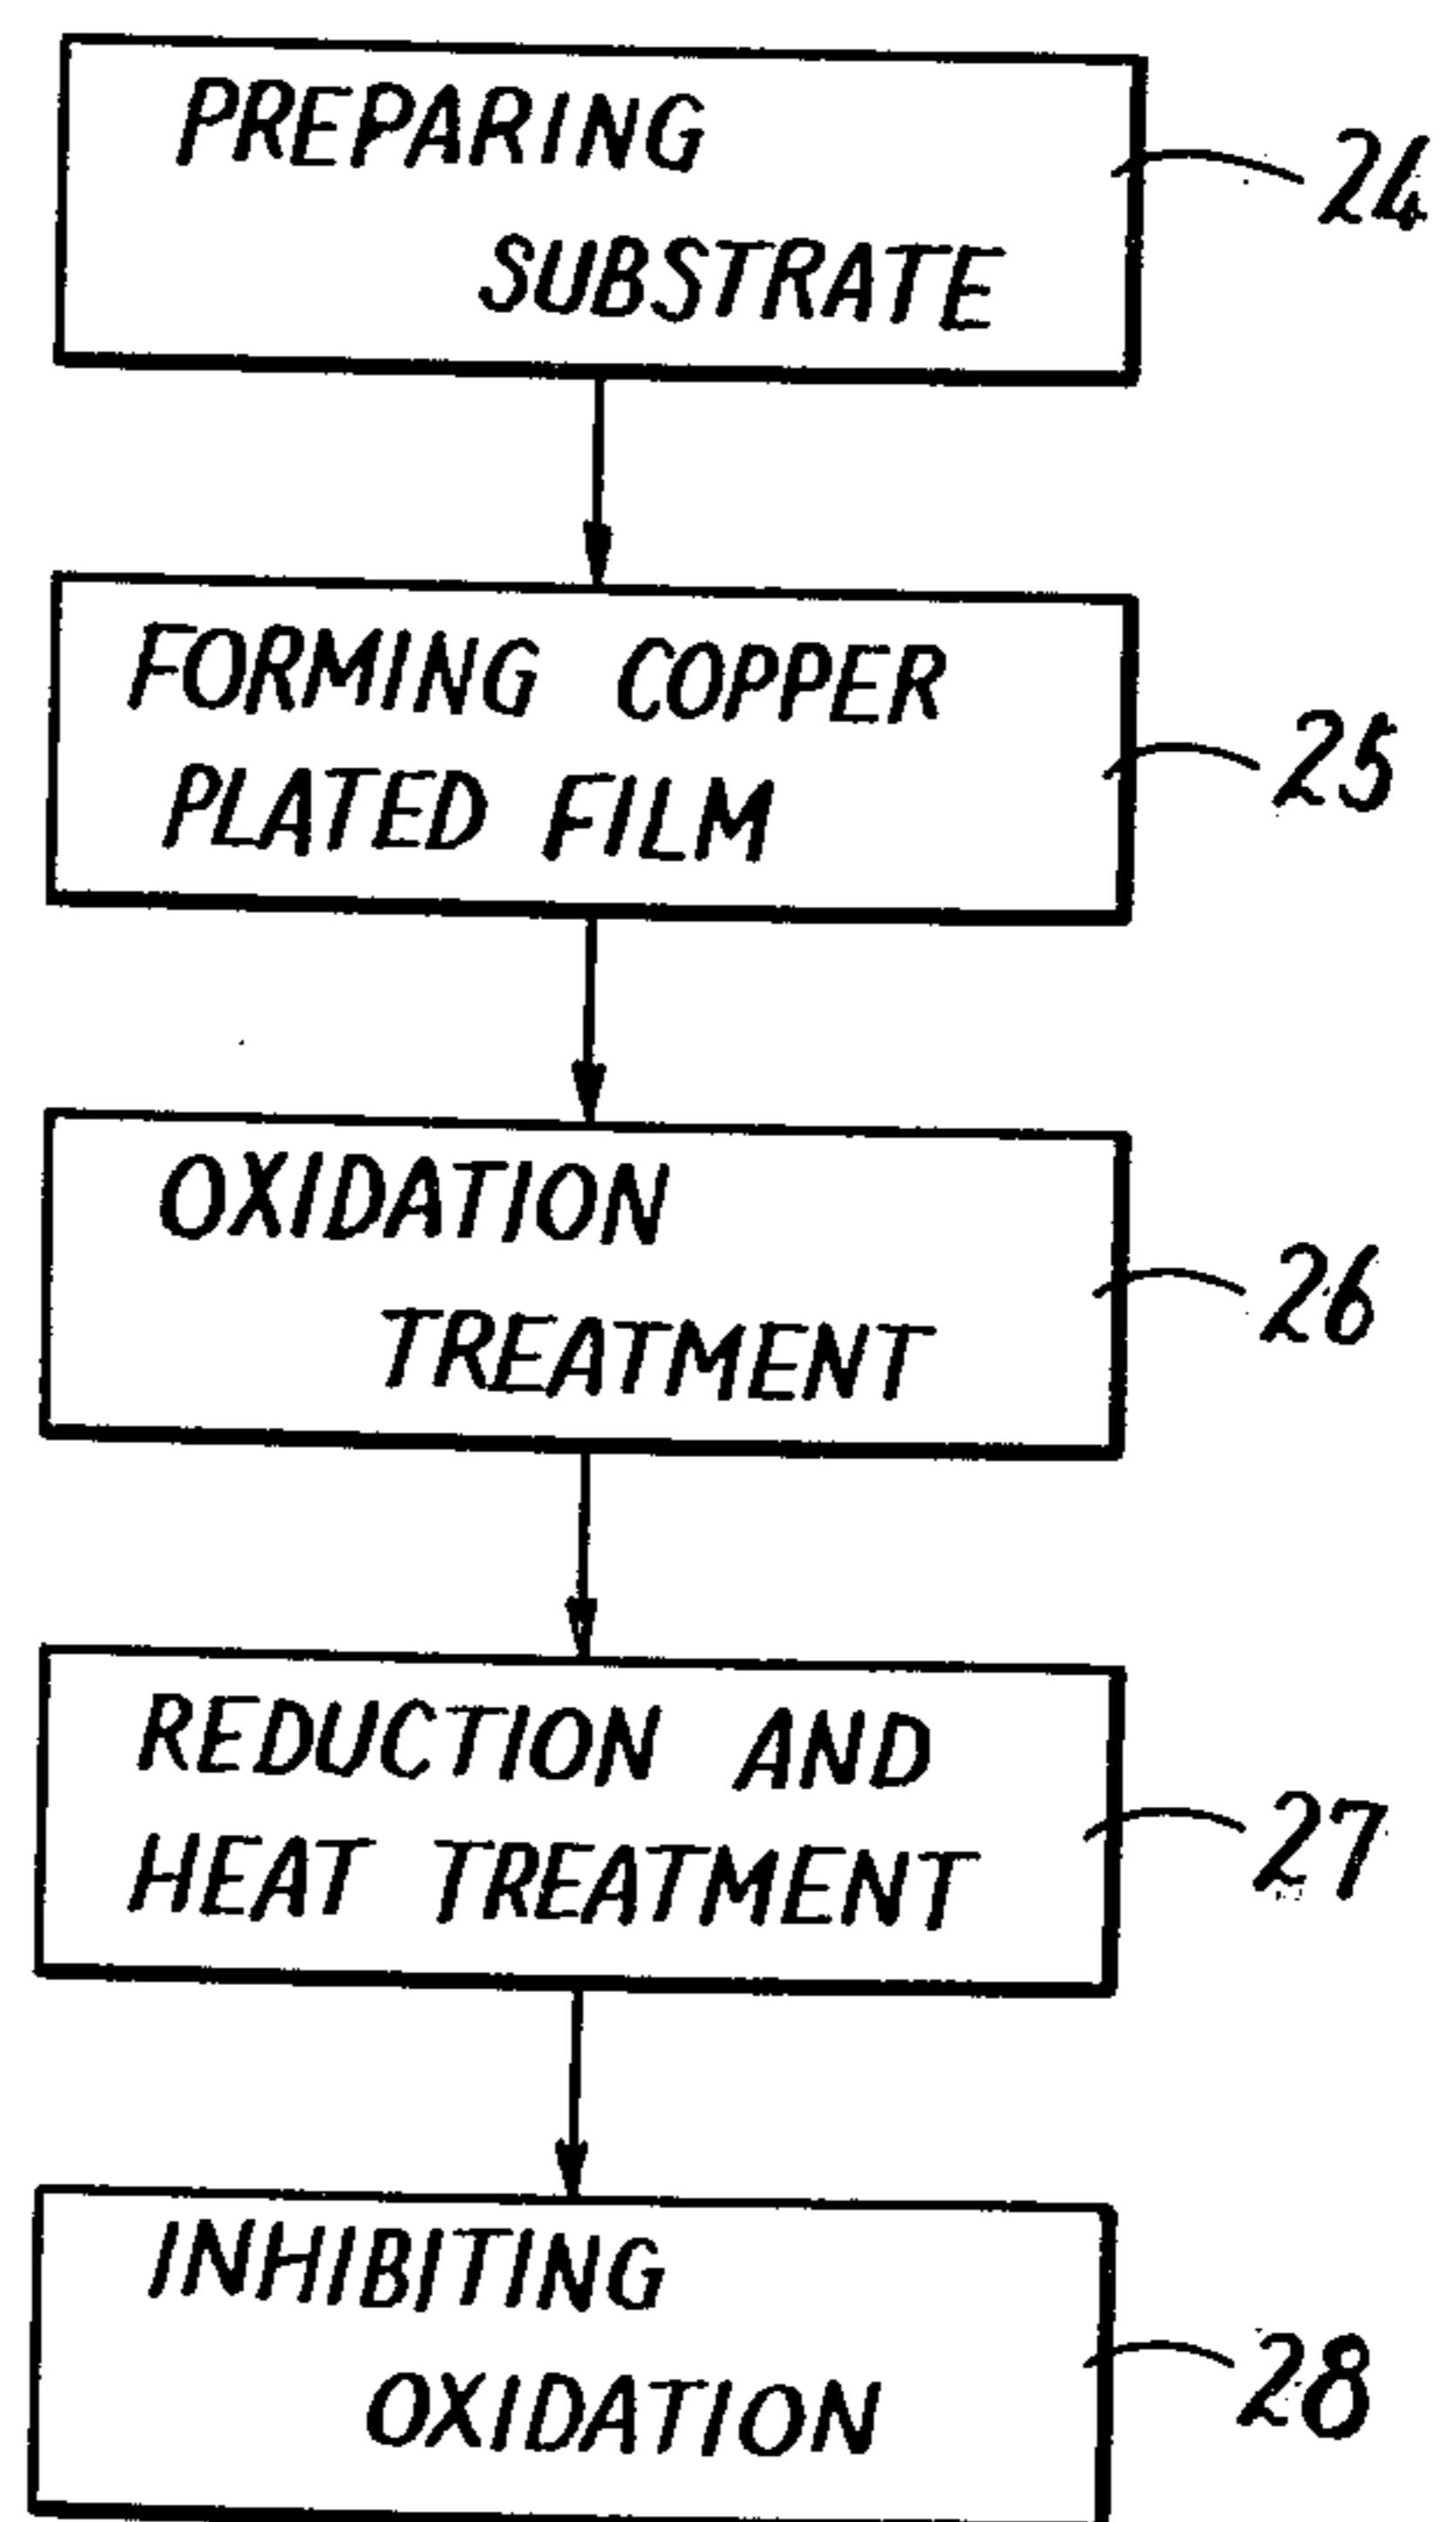 PREPARING
SUBSTRATE
24
FORMING COPPER
PLATED FILM
25
OXIDATION
TREATMENT
26
REDUCTION AND
HEAT TREATMENT
27
INHIBITING
OXIDATION
28